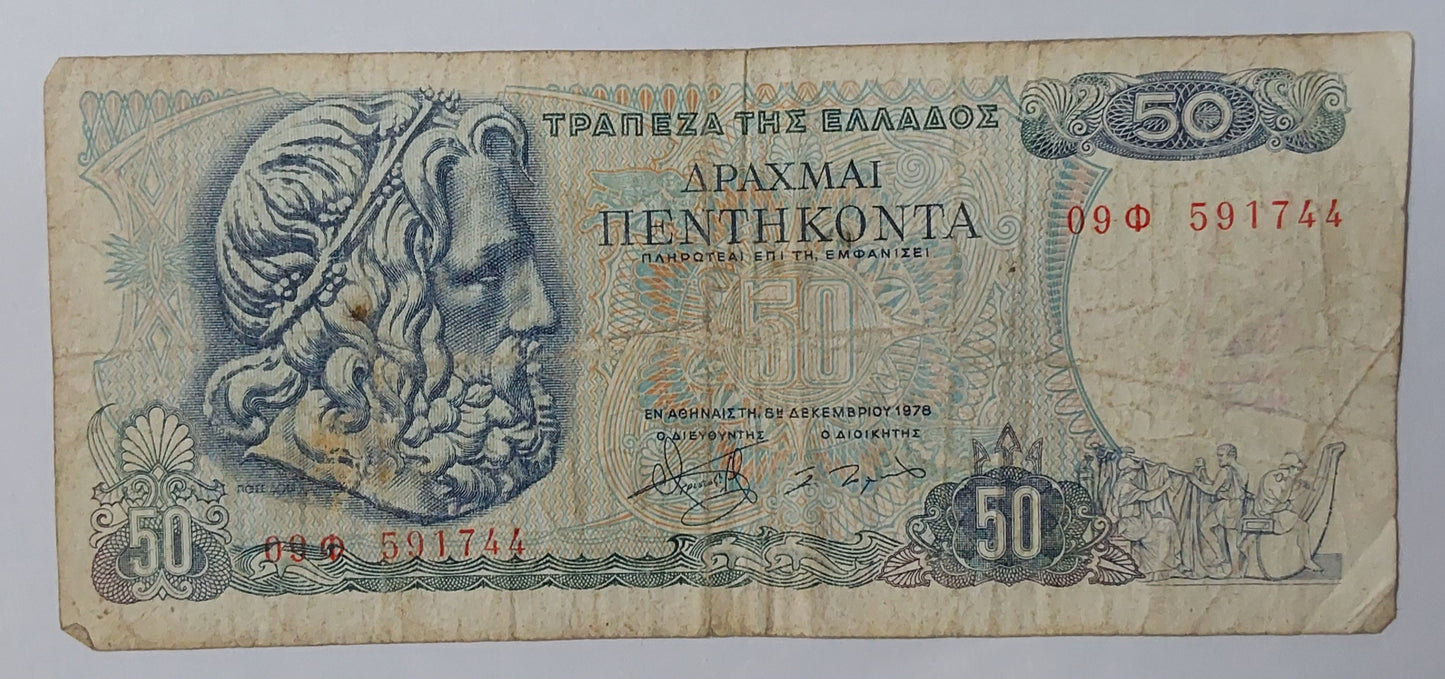 ΤΡΑΠΕΖΑ ΤΗΣ ΕΛΛΑΔΟΣ
50
ΔΡΑΧΜΑΙ
ΠΕΝΤΗΚΟΝΤΑ
09Φ 591744
ΠΛΗΡΩΤΕΑΙ ΕΠΙ ΤΗ, ΕΜΦΑΝΙΣΕΙ
50
ΕΝ ΑΘΗΝΑΙΣ ΤΗ, 8Η ΔΕΚΕΜΒΡΙΟΥ 1978
Ο ΔΙΕΥΘΥΝΤΗΣ Ο ΔΙΟΙΚΗΤΗΣ
50
50
09Φ 591744